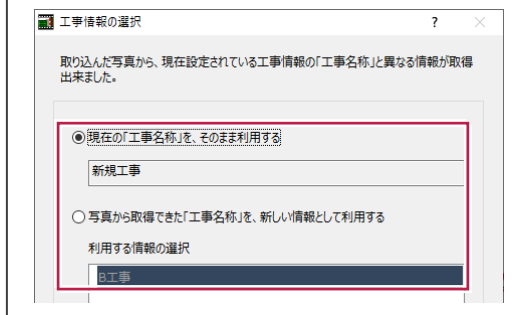 工事情報の選択 ? ×
取り込んだ写真から、現在設定されている工事情報の「工事名称」と異なる情報が取得
出来ました。
現在の「工事名称」を、そのまま利用する
新規工事
写真から取得できた「工事名称」を、新しい情報として利用する
利用する情報の選択
B工事